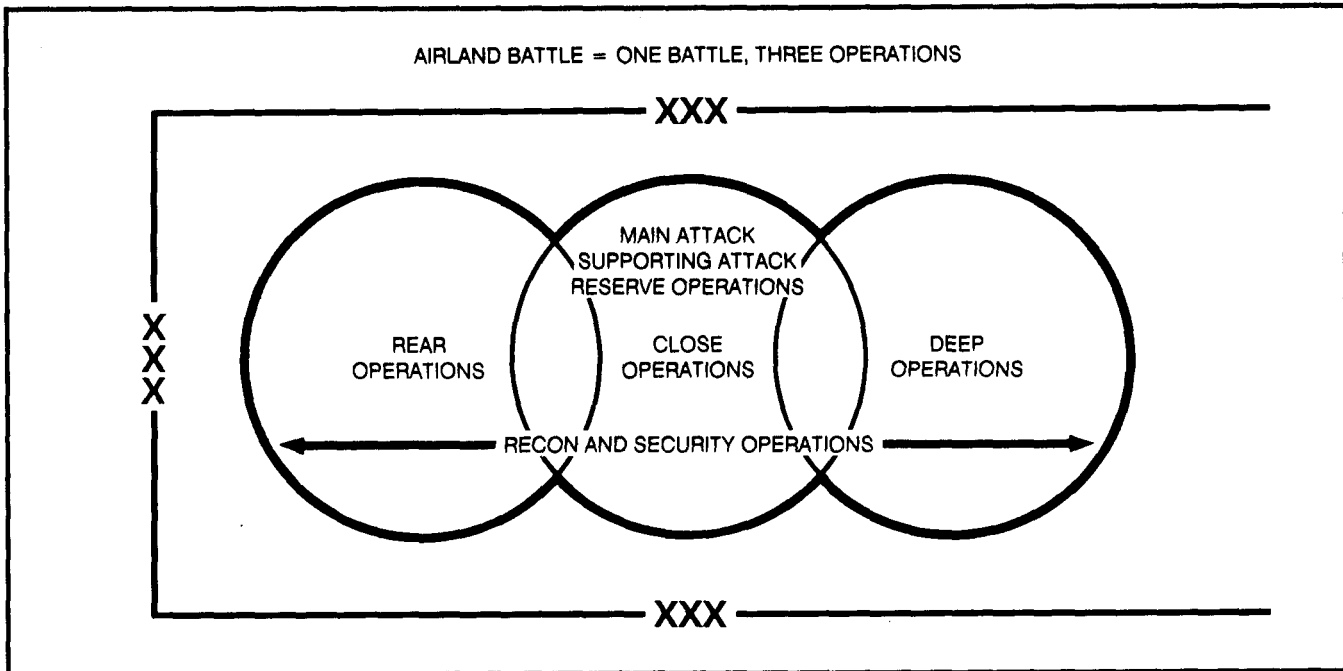 AIRLAND BATTLE = ONE BATTLE, THREE OPERATIONS
XXX
MAIN ATTACK
SUPPORTING ATTACK
RESERVE OPERATIONS
X
X
X
REAR
OPERATIONS
CLOSE
OPERATIONS
DEEP
OPERATIONS
RECON AND SECURITY OPERATIONS
XXX